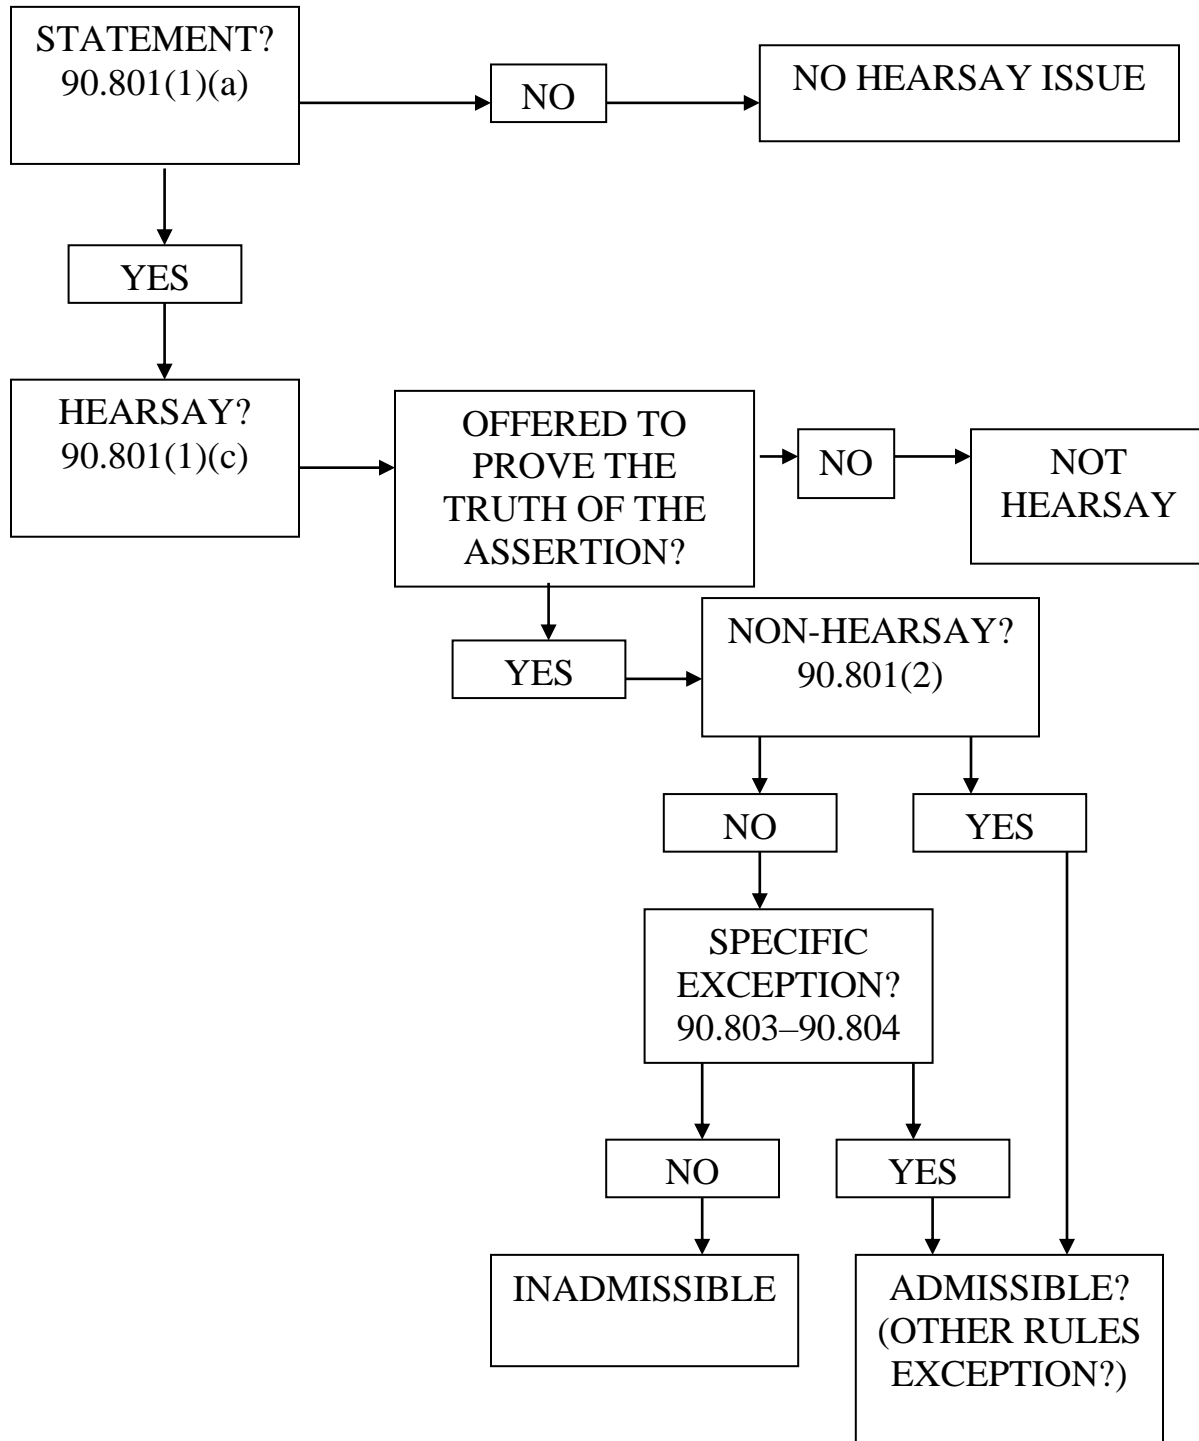 STATEMENT?
90.801(1)(a)
NO
NO HEARSAY ISSUE
YES
HEARSAY?
90.801(1)(c)
OFFERED TO
PROVE THE
TRUTH OF THE
ASSERTION?
NO
NOT
HEARSAY
YES
NON-HEARSAY?
90.801(2)
NO
YES
SPECIFIC
EXCEPTION?
90.803–90.804
NO
YES
INADMISSIBLE
ADMISSIBLE?
(OTHER RULES
EXCEPTION?)